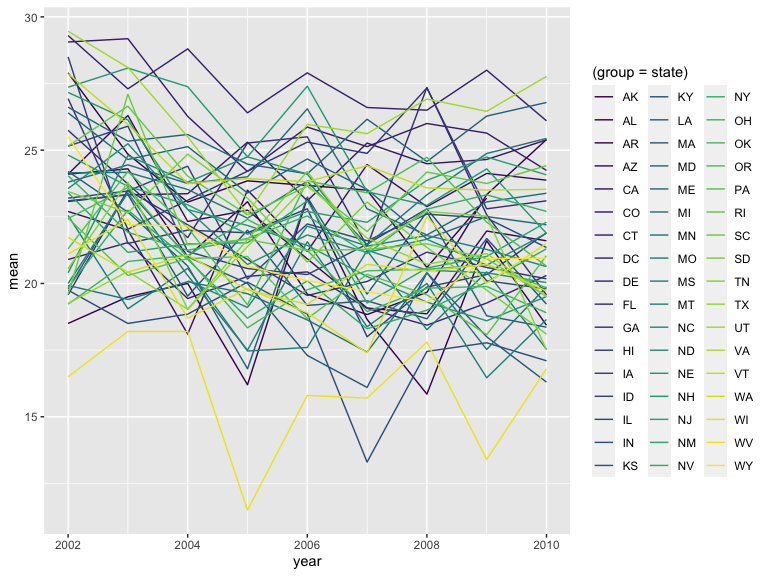 30
25
20
15
mean
2002
2004
2006
2008
2010
year
(group = state)
AK KY NY
AL LA OH
AR MA OK
AZ MD OR
CA ME PA
CO MI RI
CT MN SC
DC MO SD
DE MS TN
FL MT TX
GA NC UT
HI ND VA
IA NE VT
ID NH WA
IL NJ WI
IN NM WV
KS NV WY